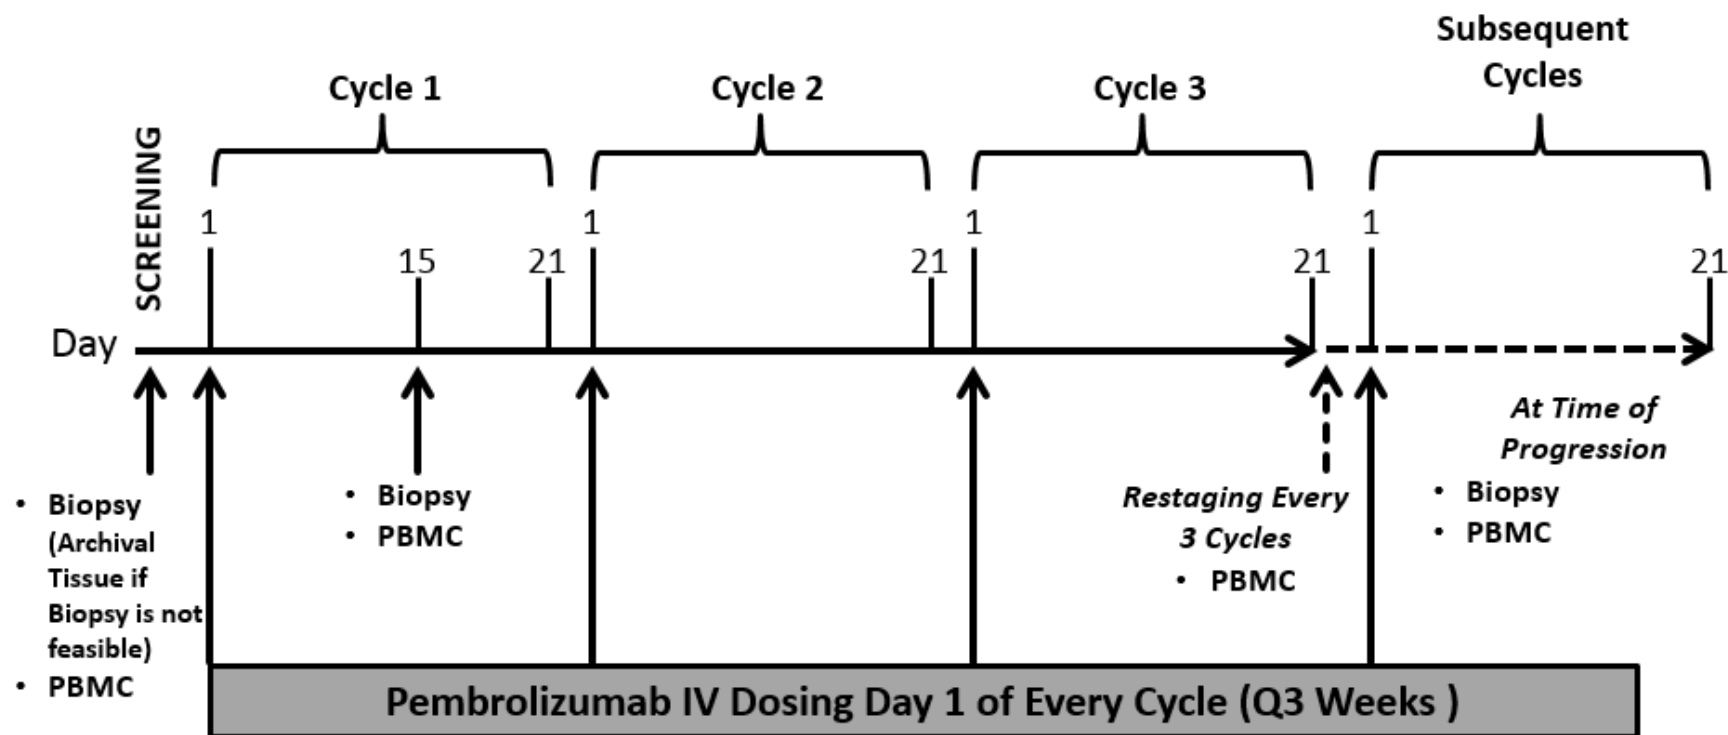 Subsequent
Cycles
Cycle 1
Cycle 2
Cycle 3
SCREENING
1
1
1
1
15
21
21
21
21
Day
• Biopsy
(Archival
Tissue if
Biopsy is not
feasible)
• PBMC
• Biopsy
• PBMC
Restaging Every
3 Cycles
• PBMC
At Time of
Progression
• Biopsy
• PBMC
Pembrolizumab IV Dosing Day 1 of Every Cycle (Q3 Weeks )